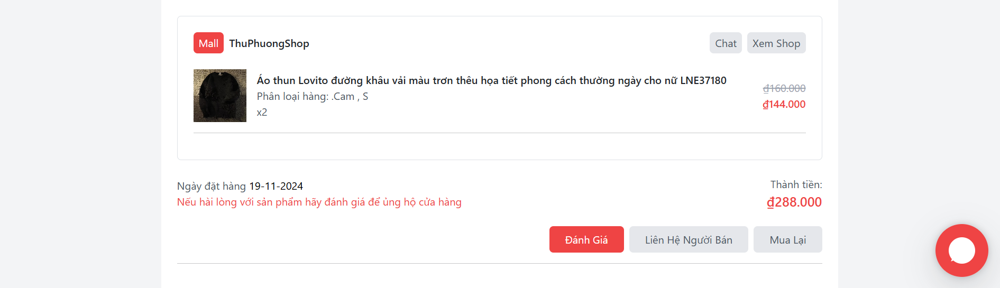 Mall ThuPhuongShop
Chat Xem Shop
Áo thun Lovito đường khâu vải màu trơn thêu họa tiết phong cách thường ngày cho nữ LNE37180
Phân loại hàng: .Cam , S
x2
₫160.000
₫144.000
Ngày đặt hàng 19-11-2024
Nếu hài lòng với sản phẩm hãy đánh giá để ủng hộ cửa hàng
Thành tiền:
₫288.000
Đánh Giá Liên Hệ Người Bán Mua Lại